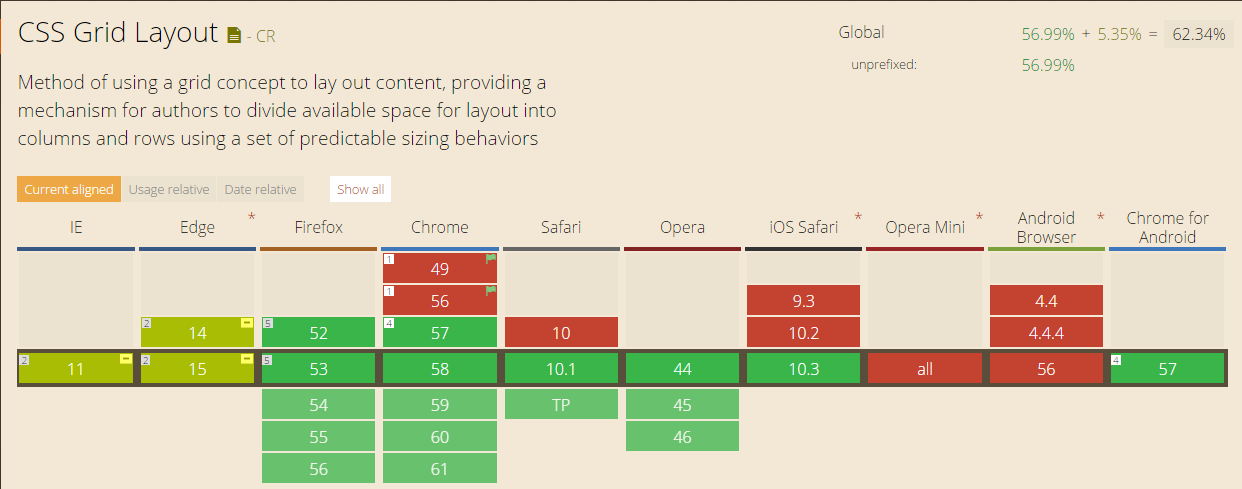 CSS Grid Layout - CR
Global 56.99% + 5.35% = 62.34%
unprefixed: 56.99%
Method of using a grid concept to lay out content, providing a
mechanism for authors to divide available space for layout into
columns and rows using a set of predictable sizing behaviors
Current aligned Usage relative Date relative Show all
IE Edge * Firefox Chrome Safari Opera iOS Safari * Opera Mini * Android Browser * Chrome for Android
1 49
1 56 9.3 4.4
2 14 5 52 4 57 10 10.2 4.4.4
2 11 2 15 5 53 58 10.1 44 10.3 all 56 4 57
54 59 TP 45
55 60 46
56 61